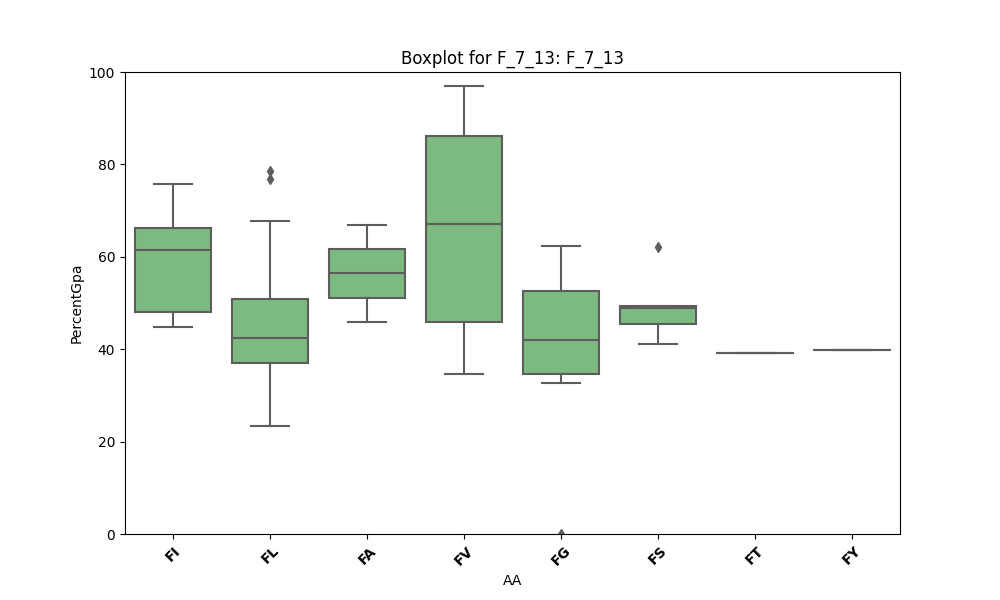 Boxplot for F_7_13: F_7_13
PercentGpa
100
80
60
40
20
0
FI
FL
FA
FV
FG
FS
FT
FY
AA